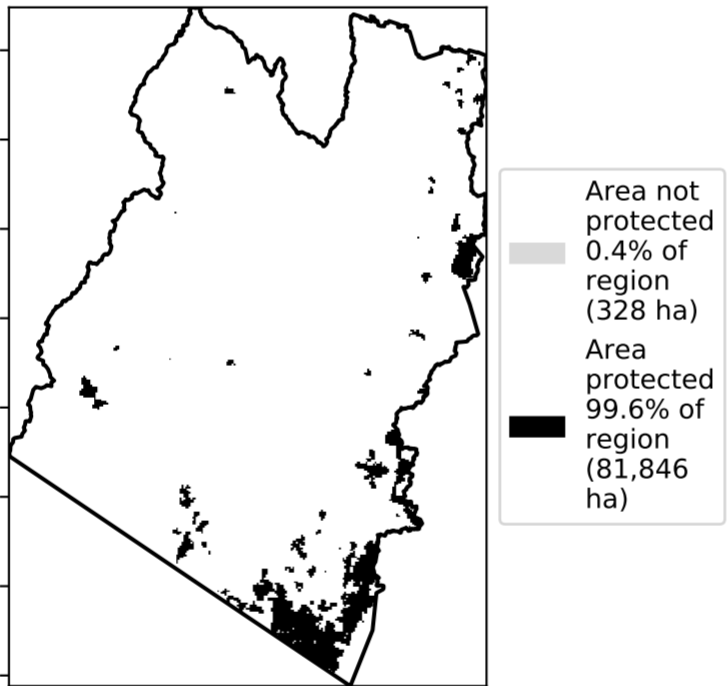 Area not
protected
0.4% of
region
(328 ha)
Area
protected
99.6% of
region
(81,846
ha)